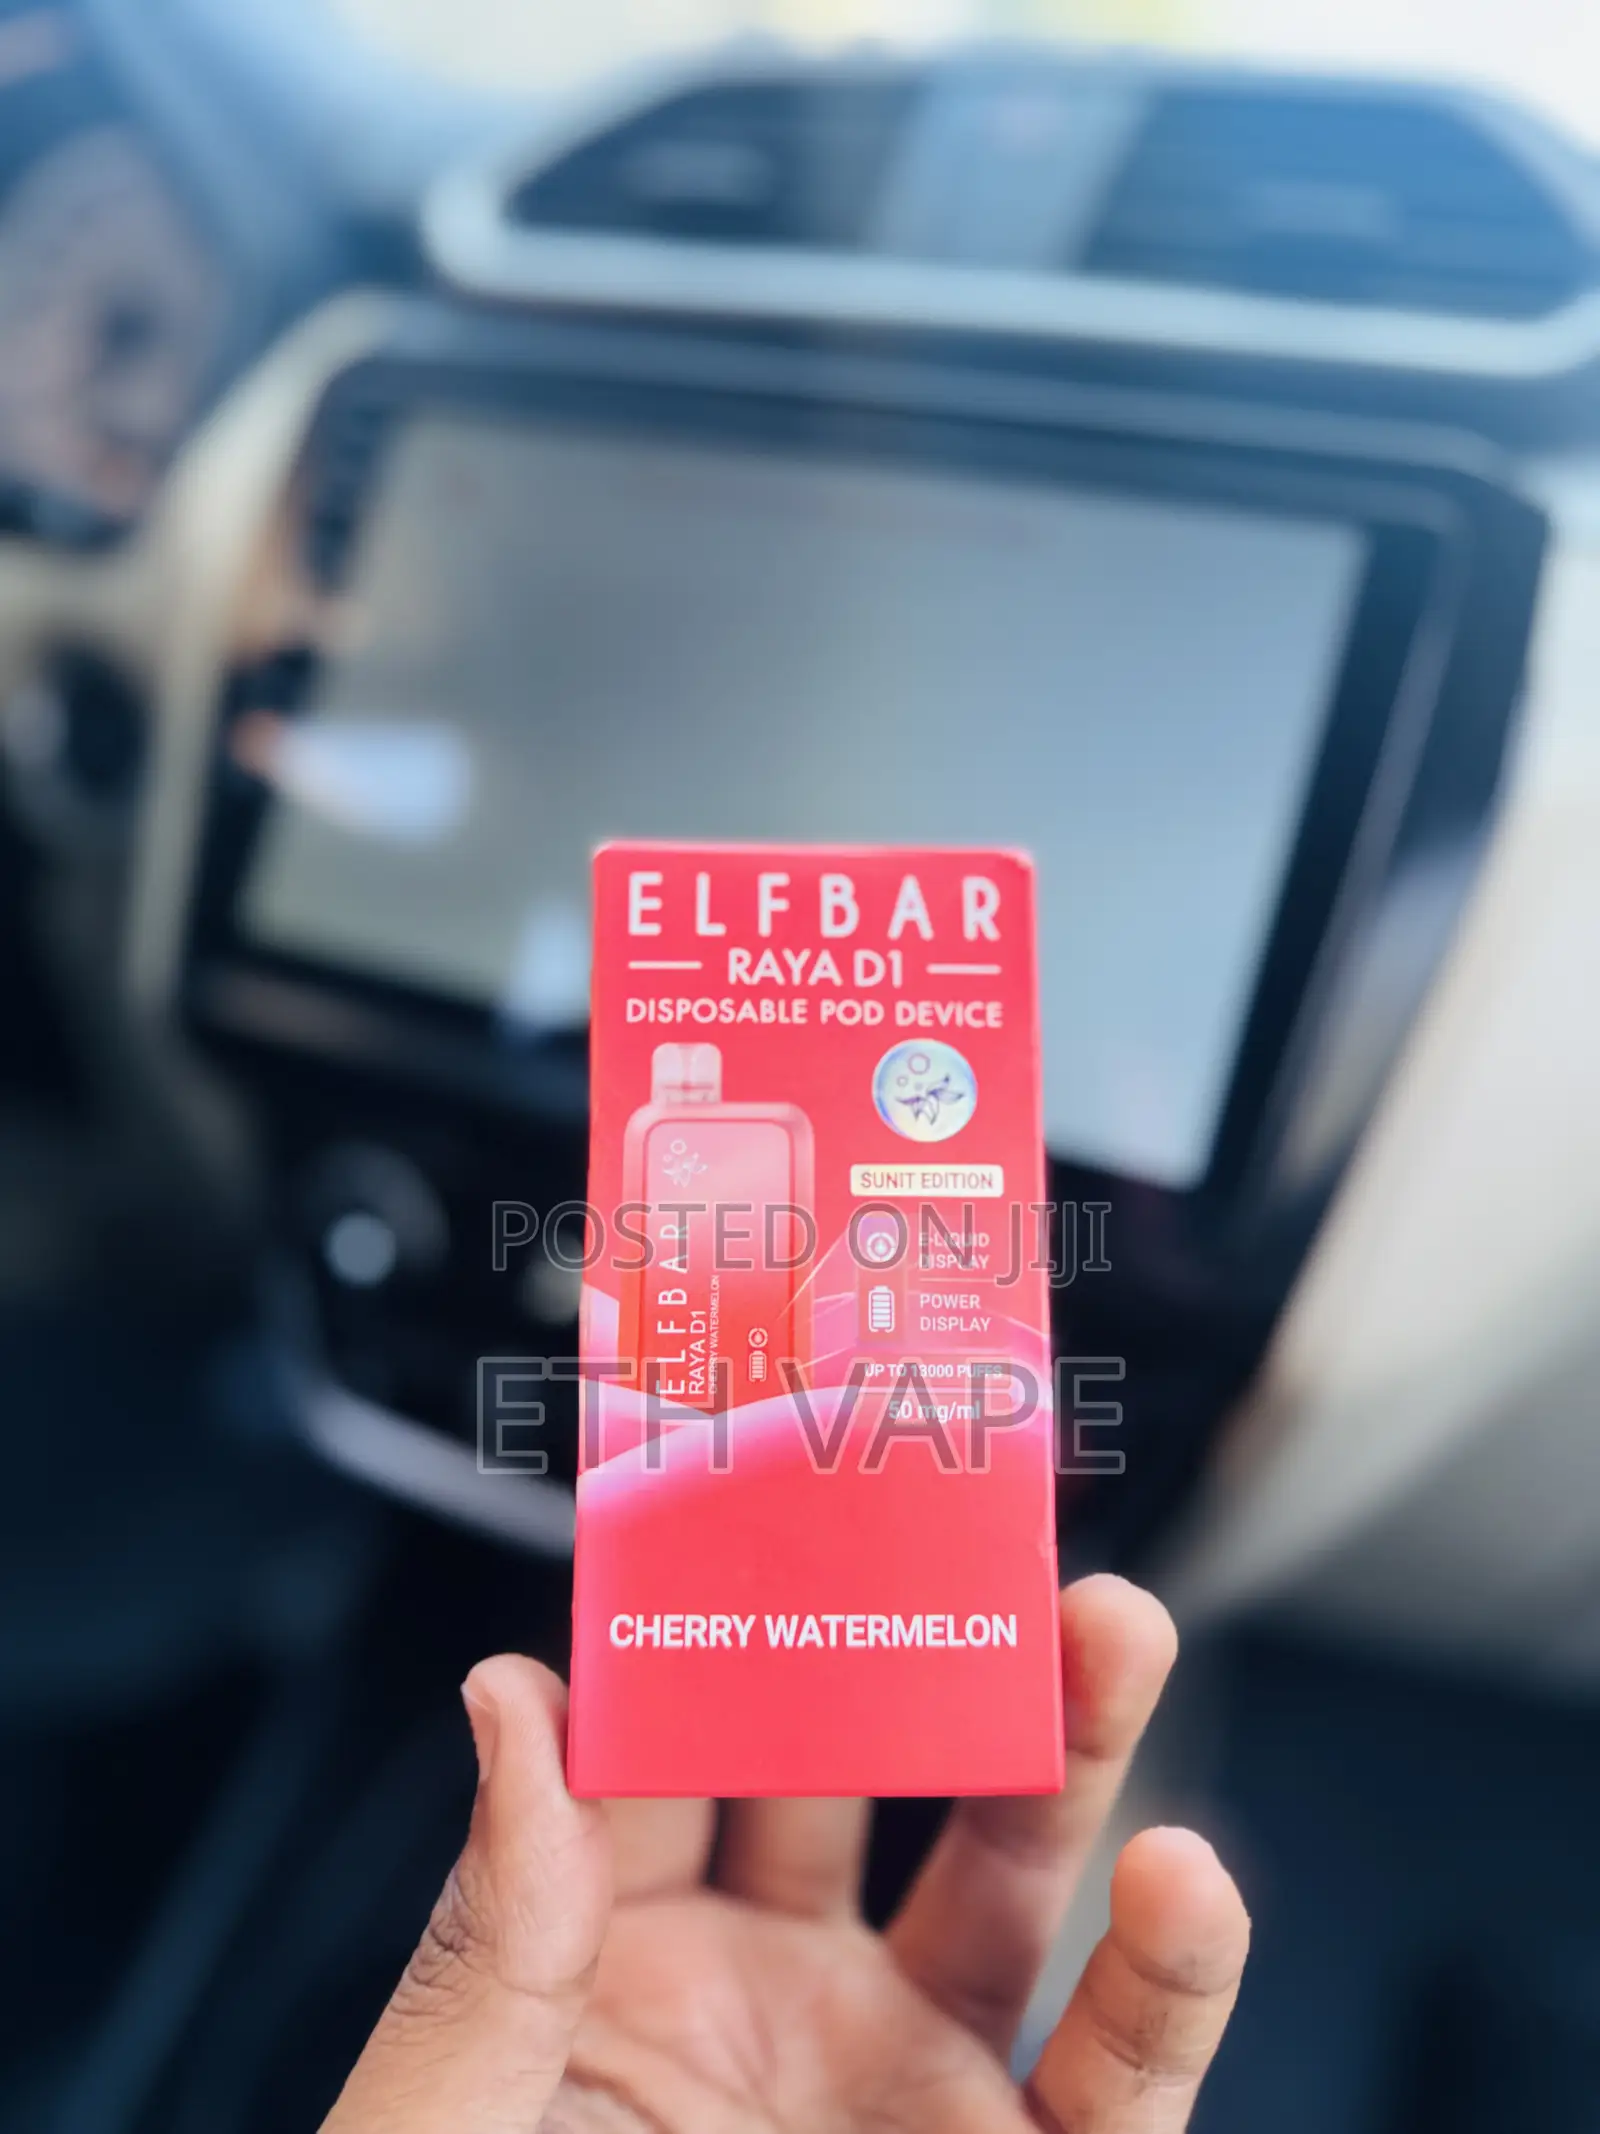 ELFBAR
RAYA D1
DISPOSABLE POD DEVICE
SUNIT EDITION
E-LIQUID
DISPLAY
POWER
DISPLAY
UP TO 13000 PUFFS
50 mg/ml
ELFBAR
RAYA D1
CHERRY WATERMELON
POSTED ON JIJI
ETH VAPE
CHERRY WATERMELON